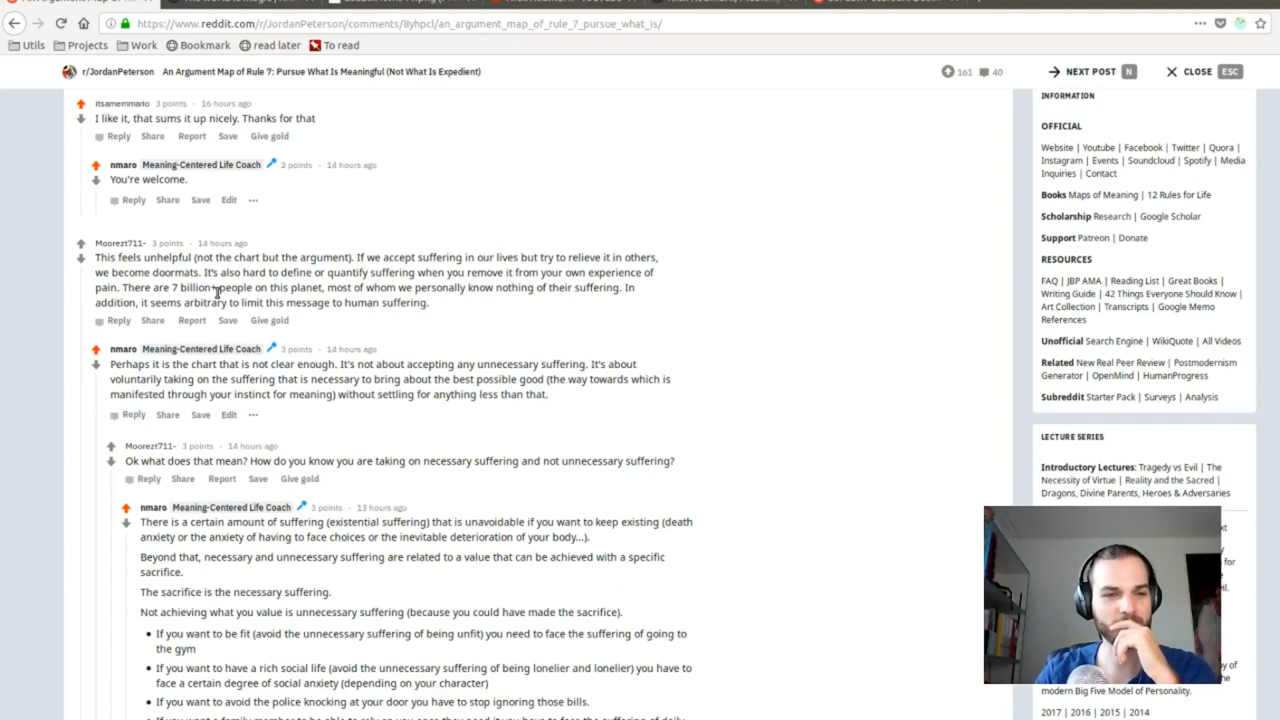 https://www.reddit.com/r/JordanPeterson/comments/8yhpcl/an_argument_map_of_rule_7_pursue_what_is/
Utils Projects Work Bookmark read later To read
r/JordanPeterson An Argument Map of Rule 7: Pursue What Is Meaningful (Not What Is Expedient) 161 40 NEXT POST N CLOSE ESC
itsamemmario 3 points · 16 hours ago
I like it, that sums it up nicely. Thanks for that
Reply Share Report Save Give gold
nmaro Meaning-Centered Life Coach 2 points · 14 hours ago
You're welcome.
Reply Share Save Edit ...
Moorezt711- 3 points · 14 hours ago
This feels unhelpful (not the chart but the argument). If we accept suffering in our lives but try to relieve it in others,
we become doormats. It's also hard to define or quantify suffering when you remove it from your own experience of
pain. There are 7 billion+ people on this planet, most of whom we personally know nothing of their suffering. In
addition, it seems arbitrary to limit this message to human suffering.
Reply Share Report Save Give gold
nmaro Meaning-Centered Life Coach 3 points · 14 hours ago
Perhaps it is the chart that is not clear enough. It's not about accepting any unnecessary suffering. It's about
voluntarily taking on the suffering that is necessary to bring about the best possible good (the way towards which is
manifested through your instinct for meaning) without settling for anything less than that.
Reply Share Save Edit ...
Moorezt711- 3 points · 14 hours ago
Ok what does that mean? How do you know you are taking on necessary suffering and not unnecessary suffering?
Reply Share Report Save Give gold
nmaro Meaning-Centered Life Coach 3 points · 13 hours ago
There is a certain amount of suffering (existential suffering) that is unavoidable if you want to keep existing (death
anxiety or the anxiety of having to face choices or the inevitable deterioration of your body...).
Beyond that, necessary and unnecessary suffering are related to a value that can be achieved with a specific
sacrifice.
The sacrifice is the necessary suffering.
Not achieving what you value is unnecessary suffering (because you could have made the sacrifice).
• If you want to be fit (avoid the unnecessary suffering of being unfit) you need to face the suffering of going to
the gym
• If you want to have a rich social life (avoid the unnecessary suffering of being lonelier and lonelier) you have to
face a certain degree of social anxiety (depending on your character)
• If you want to avoid the police knocking at your door you have to stop ignoring those bills.
INFORMATION
OFFICIAL
Website | Youtube | Facebook | Twitter | Quora |
Instagram | Events | Soundcloud | Spotify | Media
Inquiries | Contact
Books Maps of Meaning | 12 Rules for Life
Scholarship Research | Google Scholar
Support Patreon | Donate
RESOURCES
FAQ | JBP AMA | Reading List | Great Books |
Writing Guide | 42 Things Everyone Should Know |
Art Collection | Transcripts | Google Memo
References
Unofficial Search Engine | WikiQuote | All Videos
Related New Real Peer Review | Postmodernism
Generator | OpenMind | HumanProgress
Subreddit Starter Pack | Surveys | Analysis
LECTURE SERIES
Introductory Lectures: Tragedy vs Evil | The
Necessity of Virtue | Reality and the Sacred |
Dragons, Divine Parents, Heroes & Adversaries
modern Big Five Model of Personality.
2017 | 2016 | 2015 | 2014